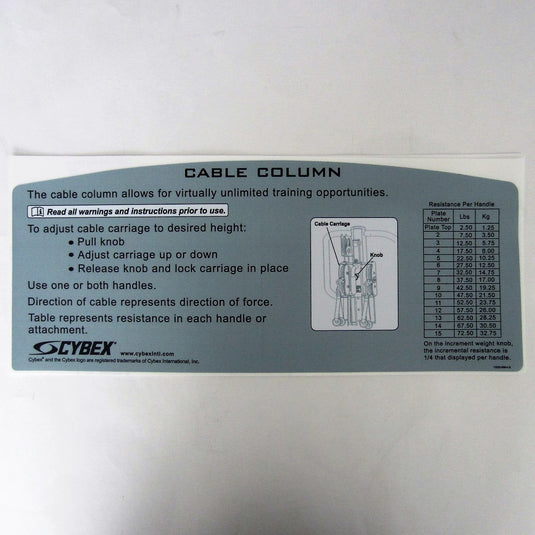 CABLE COLUMN
The cable column allows for virtually unlimited training opportunities.
Read all warnings and instructions prior to use.
To adjust cable carriage to desired height:
• Pull knob
• Adjust carriage up or down
• Release knob and lock carriage in place
Use one or both handles.
Direction of cable represents direction of force.
Table represents resistance in each handle or
attachment.
CYBEX® www.cybexintl.com
Cybex® and the Cybex logo are registered trademarks of Cybex International, Inc.
Cable Carriage
Knob
Resistance Per Handle
Plate Number Lbs Kg
Plate Top 2.50 1.25
2 7.50 3.50
3 12.50 5.75
4 17.50 8.00
5 22.50 10.25
6 27.50 12.50
7 32.50 14.75
8 37.50 17.00
9 42.50 19.25
10 47.50 21.50
11 52.50 23.75
12 57.50 26.00
13 62.50 28.25
14 67.50 30.50
15 72.50 32.75
On the increment weight knob,
the incremental resistance is
1/4 that displayed per handle.